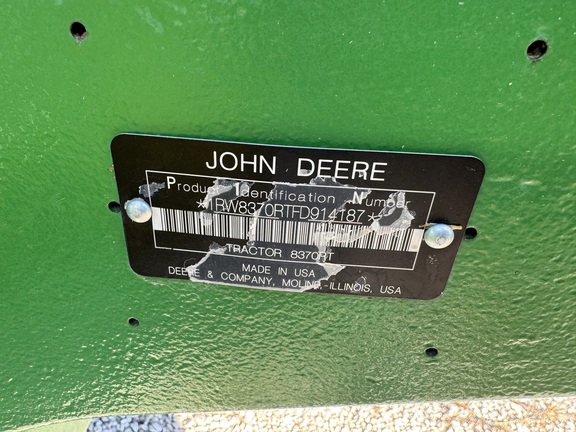 JOHN DEERE
Product Identification Number
*1RW8370RTFD914187*
TRACTOR 8370RT
MADE IN USA
DEERE & COMPANY, MOLINE, ILLINOIS, USA